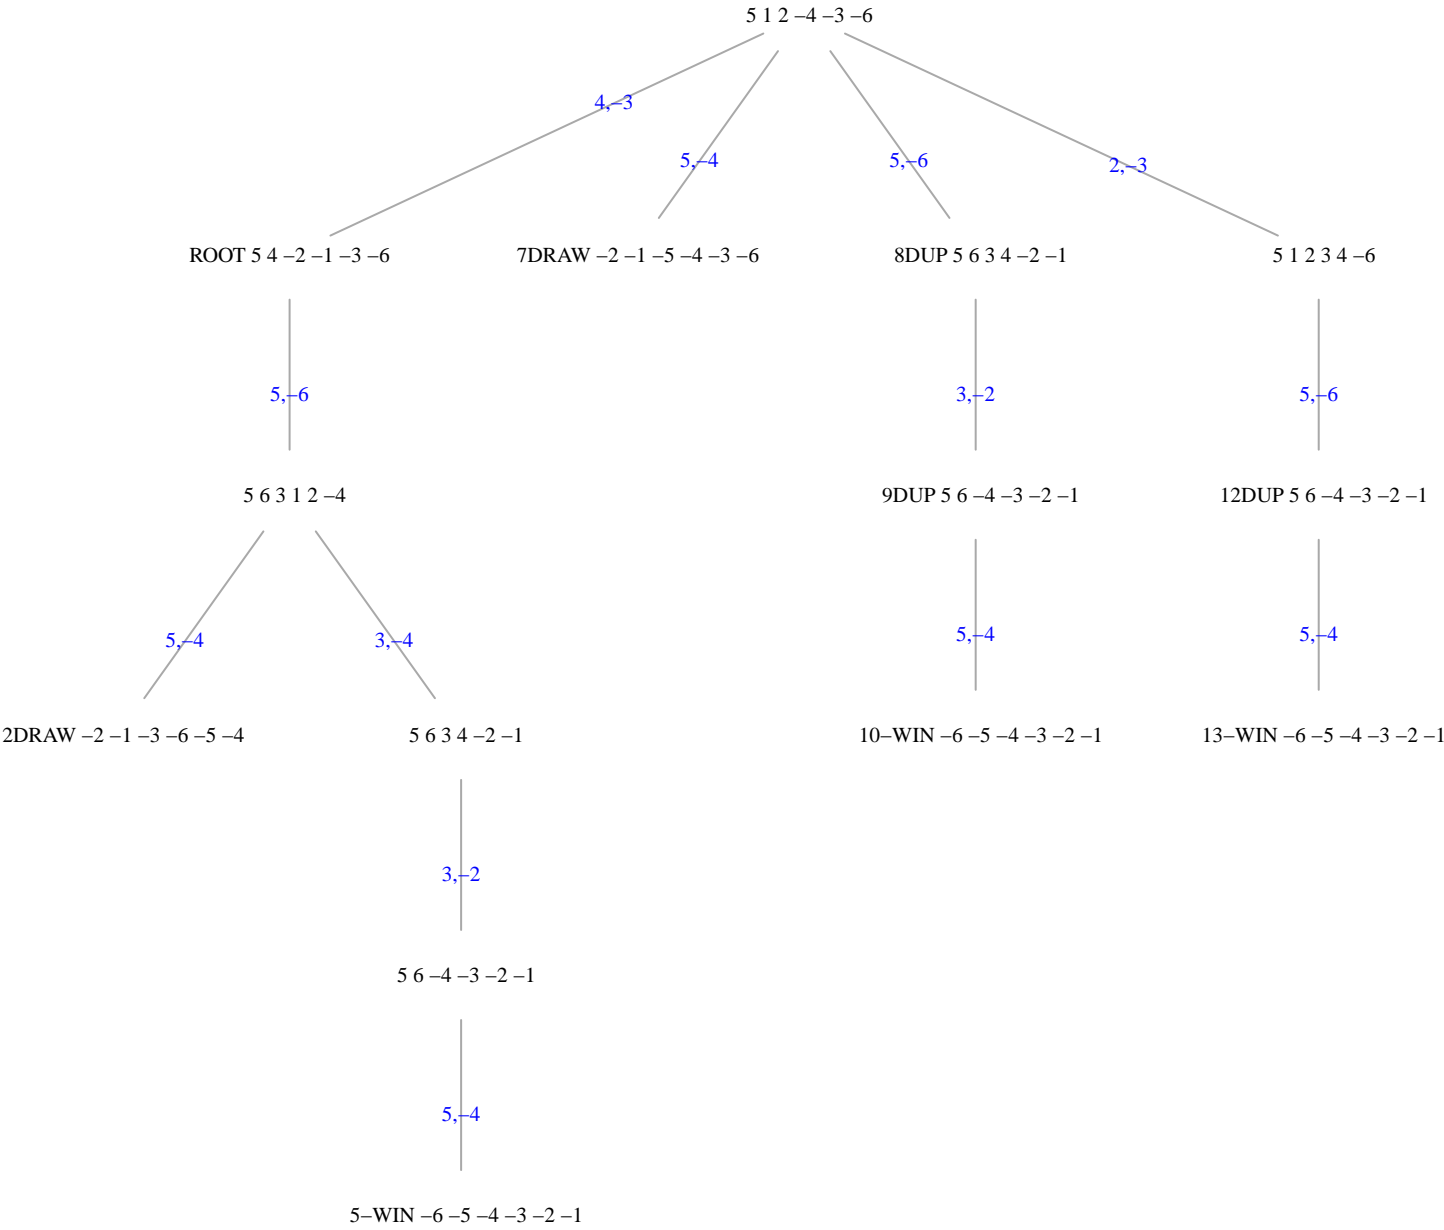 5 1 2 –4 –3 –6
4,–3
5,–4
5,–6
2,–3
ROOT 5 4 –2 –1 –3 –6
7DRAW –2 –1 –5 –4 –3 –6
8DUP 5 6 3 4 –2 –1
5 1 2 3 4 –6
5,–6
3,–2
5,–6
5 6 3 1 2 –4
9DUP 5 6 –4 –3 –2 –1
12DUP 5 6 –4 –3 –2 –1
5,–4
3,–4
5,–4
5,–4
2DRAW –2 –1 –3 –6 –5 –4
5 6 3 4 –2 –1
10–WIN –6 –5 –4 –3 –2 –1
13–WIN –6 –5 –4 –3 –2 –1
3,–2
5 6 –4 –3 –2 –1
5,–4
5–WIN –6 –5 –4 –3 –2 –1